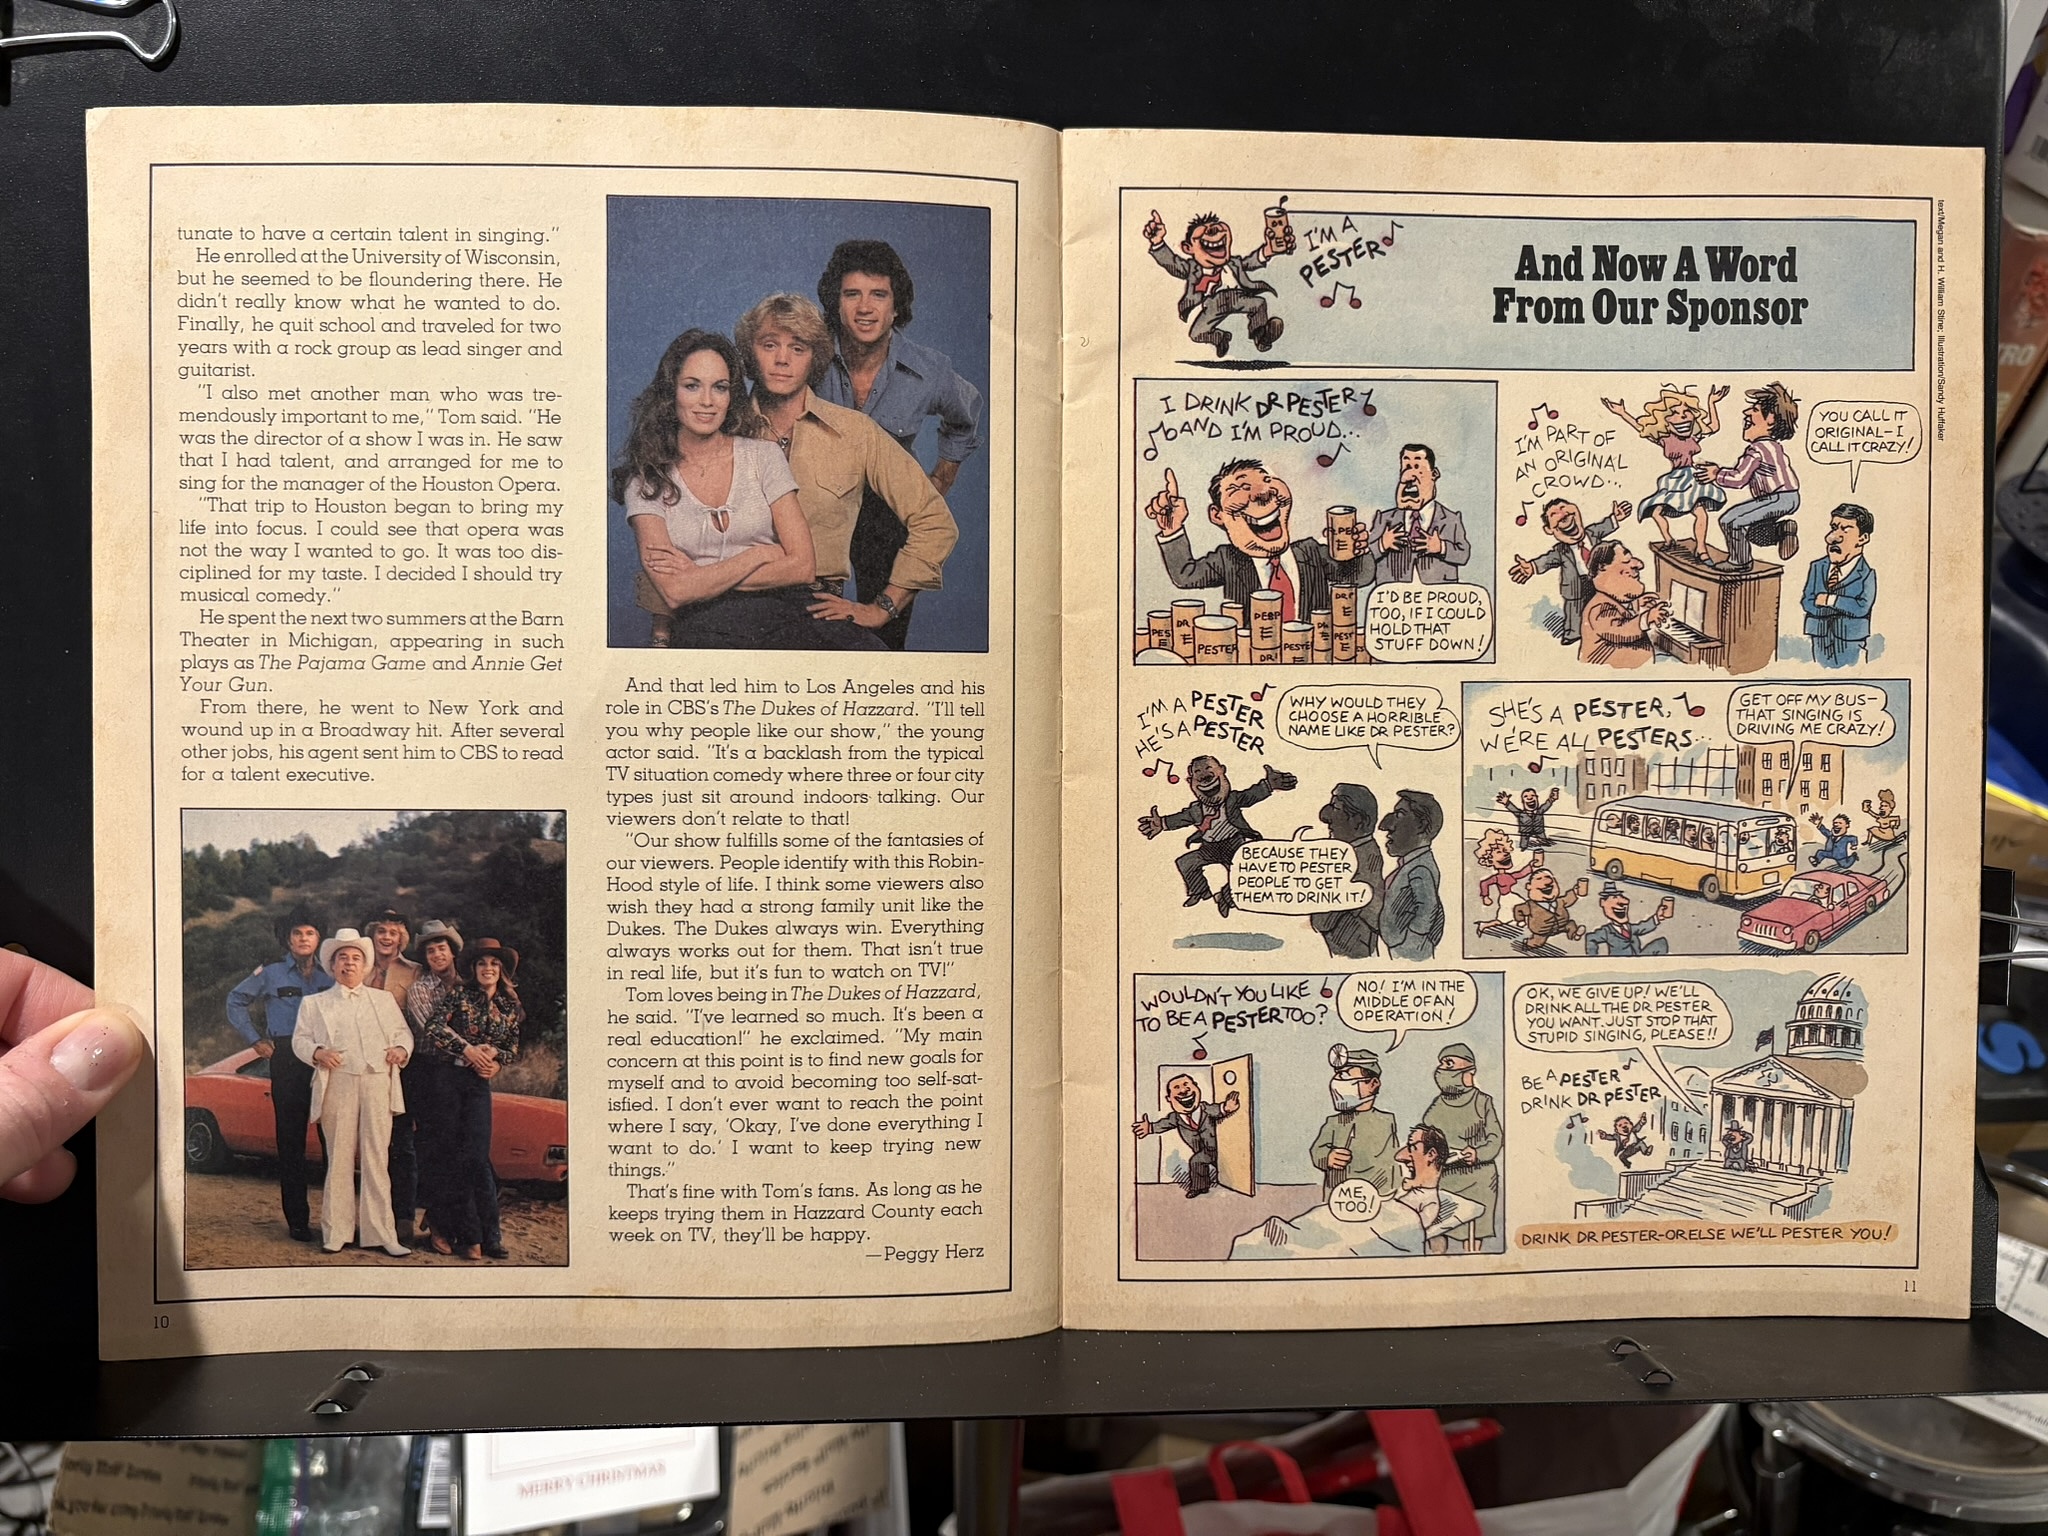 tunate to have a certain talent in singing."
He enrolled at the University of Wisconsin,
but he seemed to be floundering there. He
didn't really know what he wanted to do.
Finally, he quit school and traveled for two
years with a rock group as lead singer and
guitarist.
"I also met another man who was tre-
mendously important to me," Tom said. "He
was the director of a show I was in. He saw
that I had talent, and arranged for me to
sing for the manager of the Houston Opera.
"That trip to Houston began to bring my
life into focus. I could see that opera was
not the way I wanted to go. It was too dis-
ciplined for my taste. I decided I should try
musical comedy."
He spent the next two summers at the Barn
Theater in Michigan, appearing in such
plays as The Pajama Game and Annie Get
Your Gun.
From there, he went to New York and
wound up in a Broadway hit. After several
other jobs, his agent sent him to CBS to read
for a talent executive.
And that led him to Los Angeles and his
role in CBS's The Dukes of Hazzard. "I'll tell
you why people like our show," the young
actor said. "It's a backlash from the typical
TV situation comedy where three or four city
types just sit around indoors talking. Our
viewers don't relate to that!
"Our show fulfills some of the fantasies of
our viewers. People identify with this Robin-
Hood style of life. I think some viewers also
wish they had a strong family unit like the
Dukes. The Dukes always win. Everything
always works out for them. That isn't true
in real life, but it's fun to watch on TV!"
Tom loves being in The Dukes of Hazzard,
he said. "I've learned so much. It's been a
real education!" he exclaimed. "My main
concern at this point is to find new goals for
myself and to avoid becoming too self-sat-
isfied. I don't ever want to reach the point
where I say, 'Okay, I've done everything I
want to do.' I want to keep trying new
things."
That's fine with Tom's fans. As long as he
keeps trying them in Hazzard County each
week on TV, they'll be happy.
—Peggy Herz
10
I'M A
PESTER
And Now A Word
From Our Sponsor
text/Megan and H. William Stine; Illustration/Sandy Huffaker
I DRINK DR PESTER
AND I'M PROUD...
I'D BE PROUD,
TOO, IF I COULD
HOLD THAT
STUFF DOWN!
PES
DR
PESTER
DR
PEST
I'M PART OF
AN ORIGINAL
CROWD...
YOU CALL IT
ORIGINAL-I
CALL IT CRAZY!
I'M A PESTER
HE'S A PESTER
WHY WOULD THEY
CHOOSE A HORRIBLE
NAME LIKE DR PESTER?
BECAUSE THEY
HAVE TO PESTER
PEOPLE TO GET
THEM TO DRINK IT!
SHE'S A PESTER,
WE'RE ALL PESTERS...
GET OFF MY BUS-
THAT SINGING IS
DRIVING ME CRAZY!
WOULDN'T YOU LIKE
TO BE A PESTER TOO?
NO! I'M IN THE
MIDDLE OF AN
OPERATION!
ME,
TOO!
OK, WE GIVE UP! WE'LL
DRINK ALL THE DR PESTER
YOU WANT. JUST STOP THAT
STUPID SINGING, PLEASE!!
BE A PESTER
DRINK DR PESTER
DRINK DR PESTER-OR ELSE WE'LL PESTER YOU!
11
MERRY CHRISTMAS